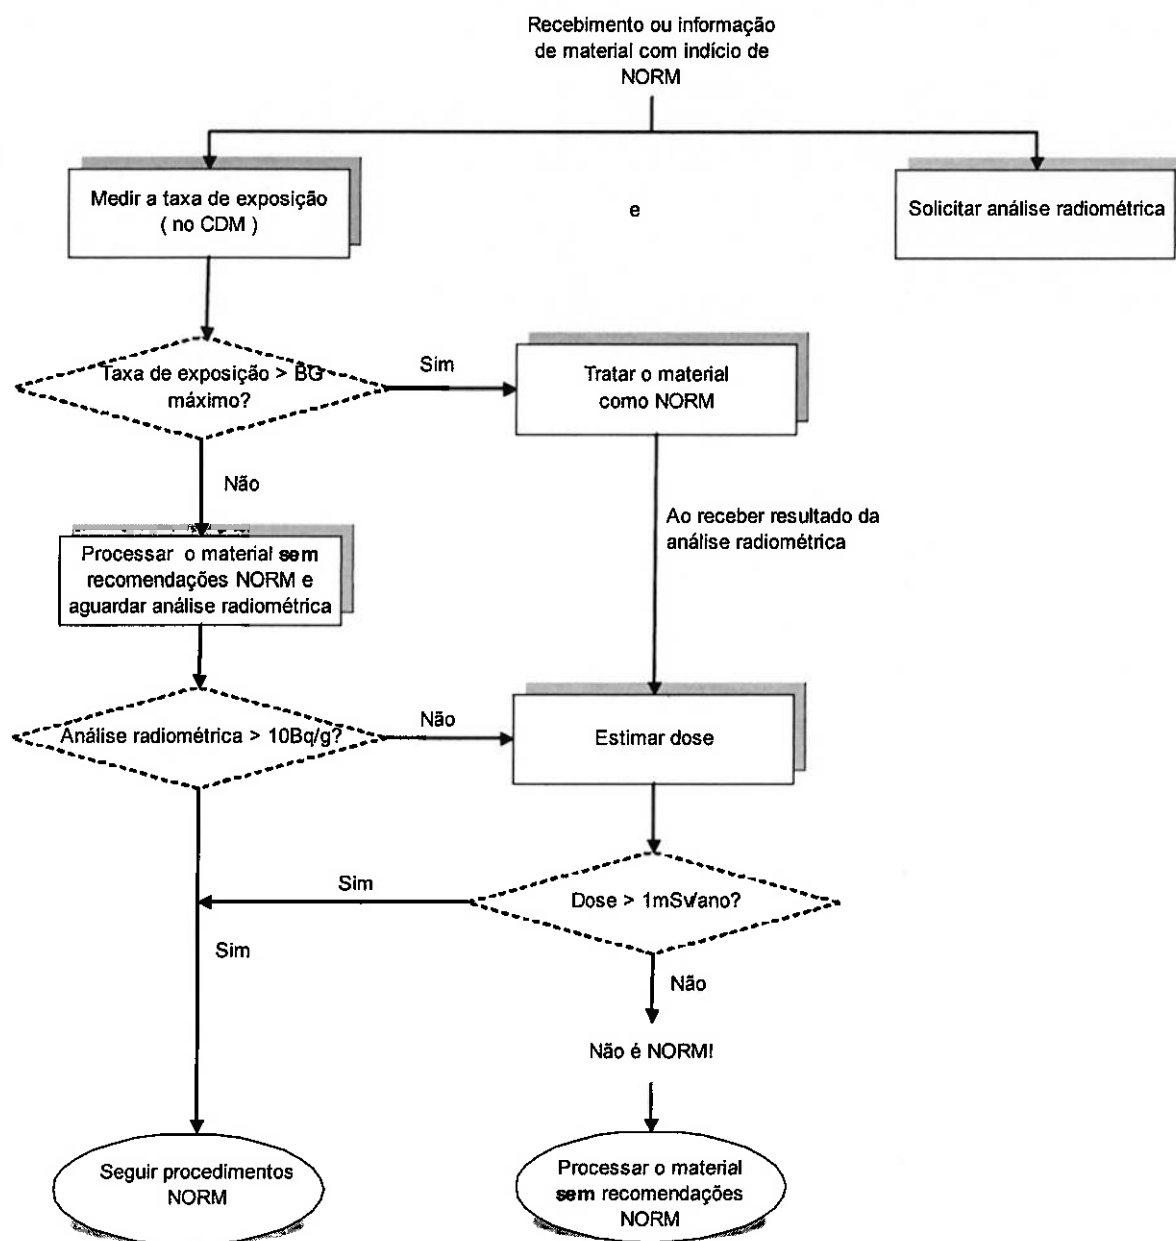 Recebimento ou informação
de material com indício de
NORM
Medir a taxa de exposição
( no CDM )
e
Solicitar análise radiométrica
Taxa de exposição > BG
máximo?
Sim
Tratar o material
como NORM
Não
Ao receber resultado da
análise radiométrica
Processar o material sem
recomendações NORM e
aguardar análise radiométrica
Análise radiométrica > 10Bq/g?
Não
Estimar dose
Sim
Dose > 1mSv/ano?
Sim
Não
Não é NORM!
Seguir procedimentos
NORM
Processar o material
sem recomendações
NORM